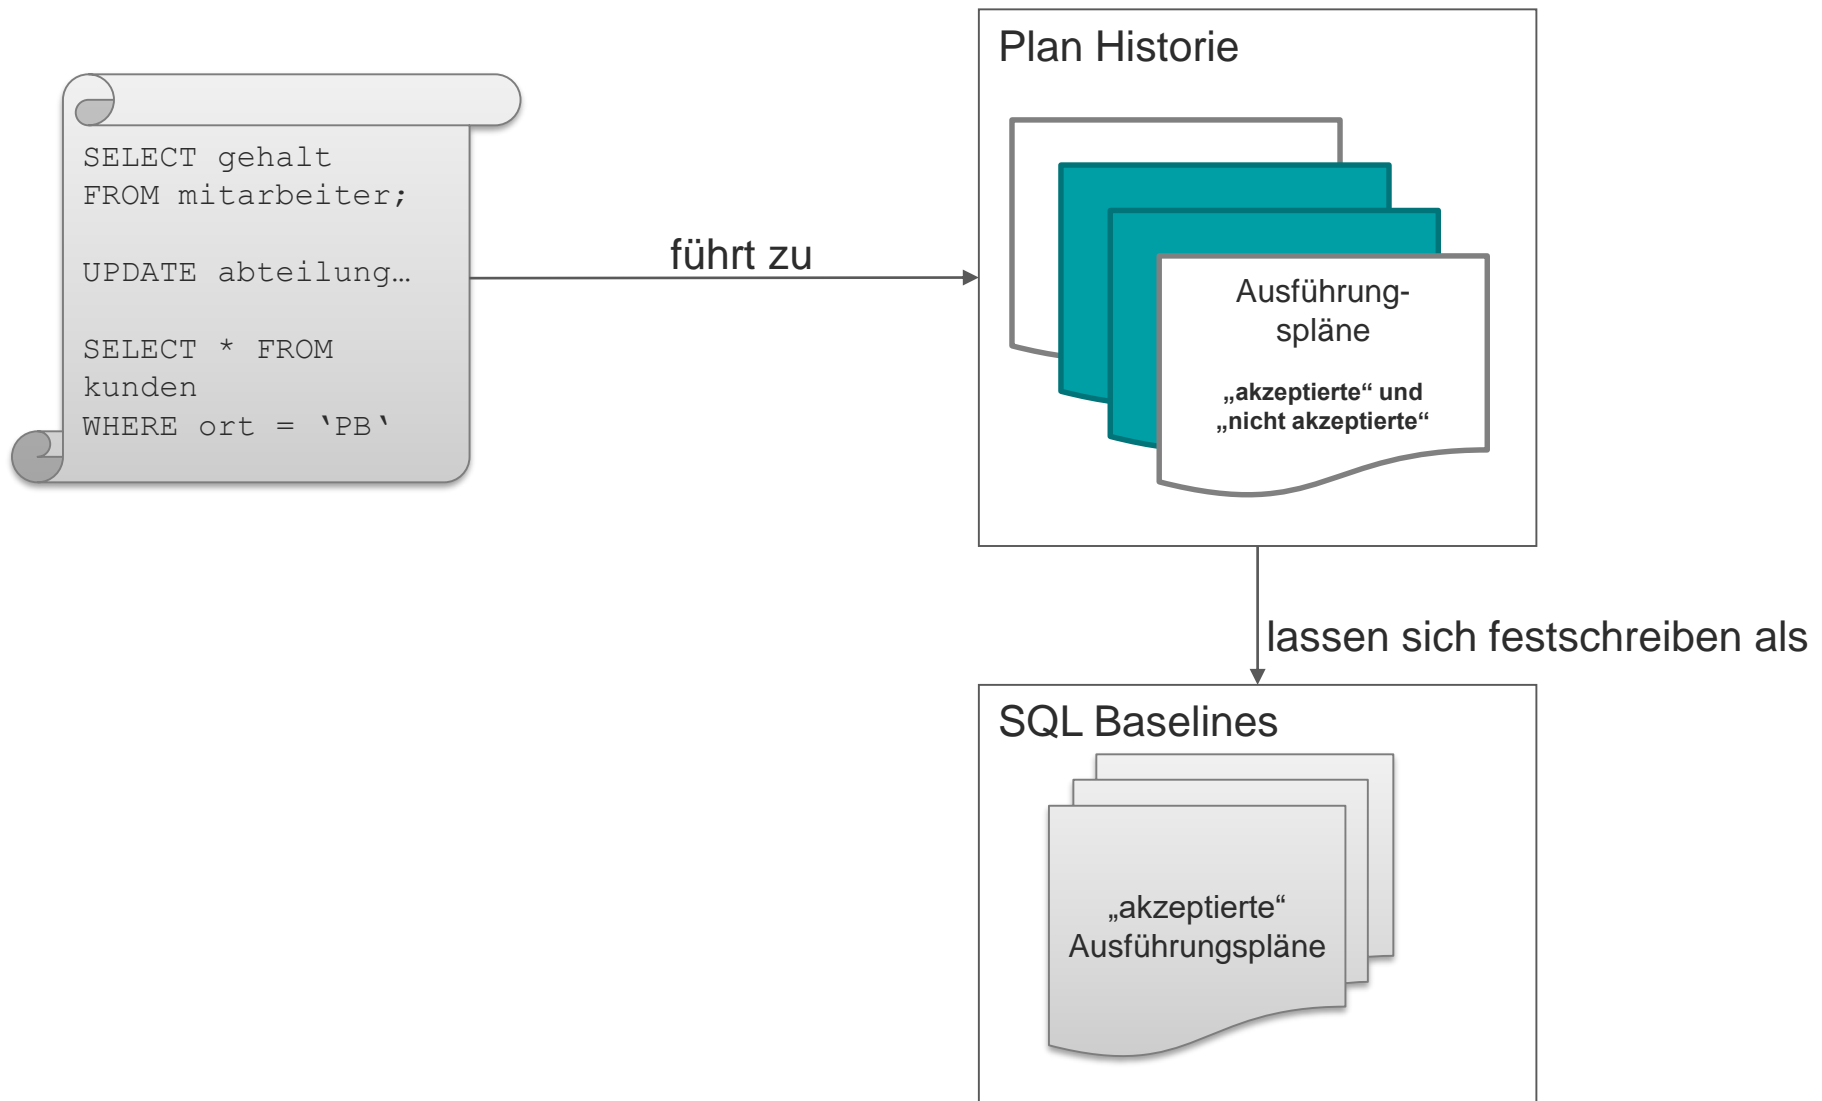 SELECT gehalt
FROM mitarbeiter;
UPDATE abteilung…
SELECT * FROM
kunden
WHERE ort = ‘PB‘
führt zu
Plan Historie
Ausführung-
spläne
„akzeptierte“ und
„nicht akzeptierte“
lassen sich festschreiben als
SQL Baselines
„akzeptierte“
Ausführungspläne